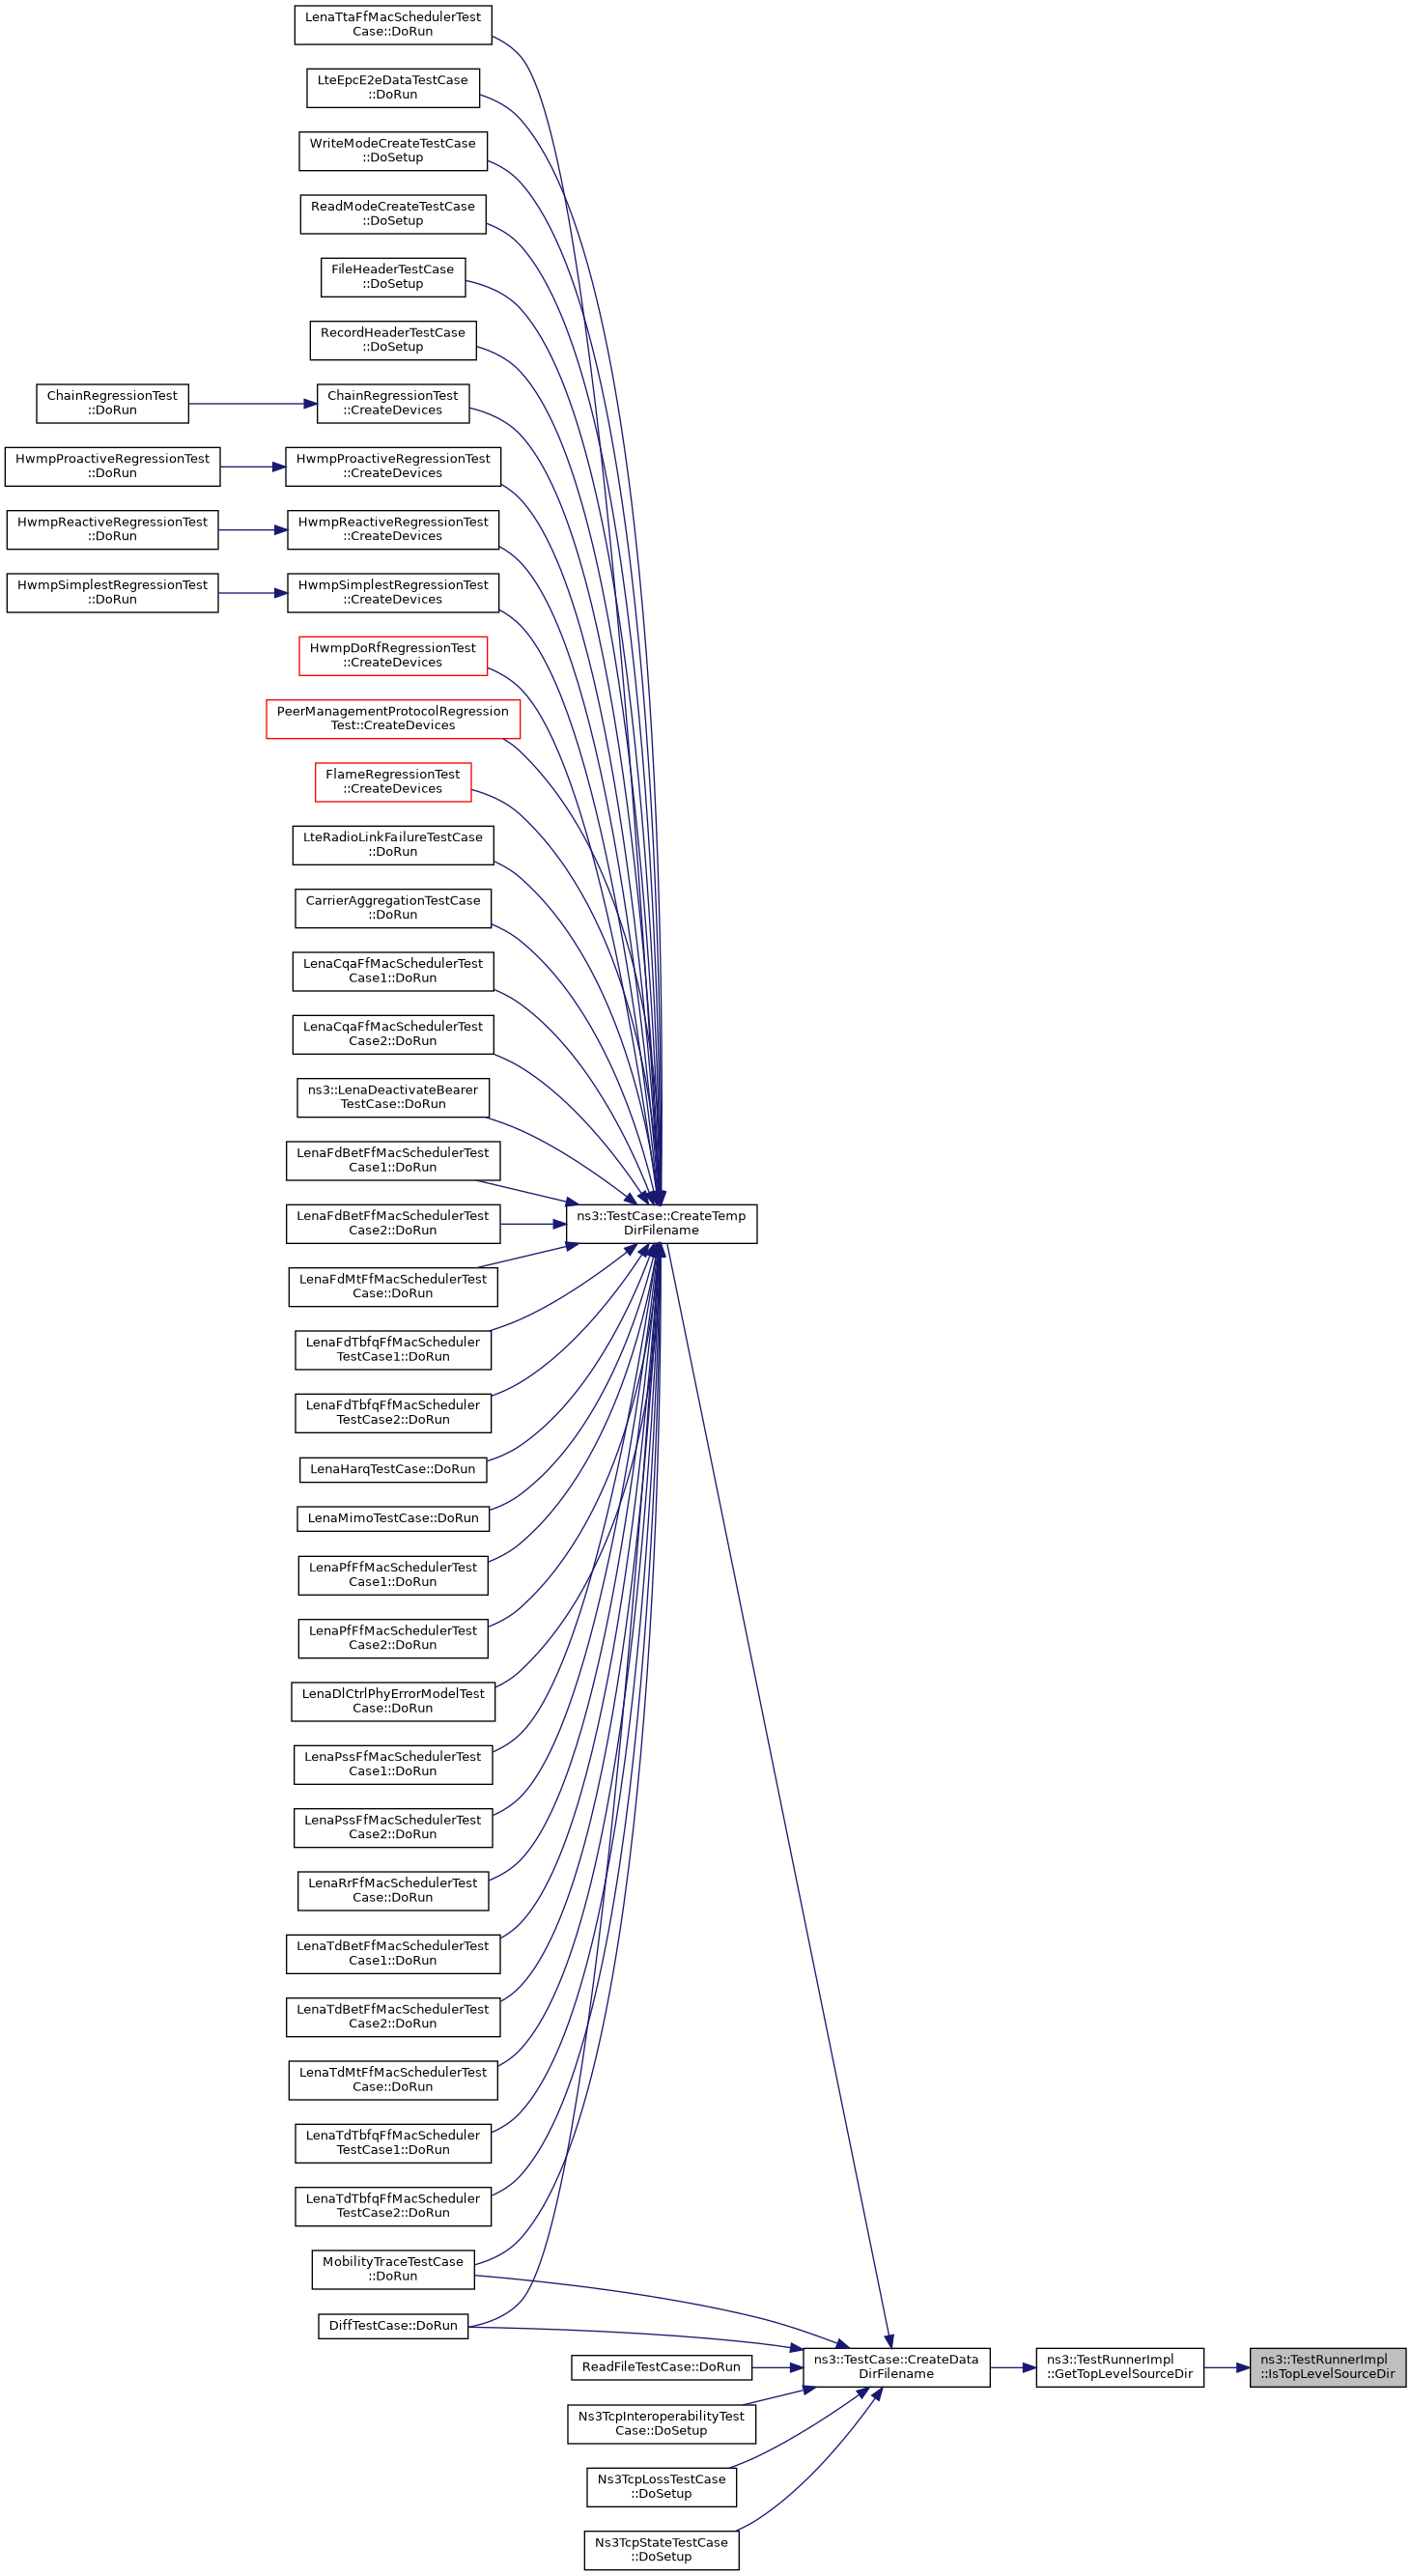 LenaTtaFfMacSchedulerTest
Case::DoRun
LteEpcE2eDataTestCase
::DoRun
WriteModeCreateTestCase
::DoSetup
ReadModeCreateTestCase
::DoSetup
FileHeaderTestCase
::DoSetup
RecordHeaderTestCase
::DoSetup
ChainRegressionTest
::DoRun
ChainRegressionTest
::CreateDevices
HwmpProactiveRegressionTest
::DoRun
HwmpProactiveRegressionTest
::CreateDevices
HwmpReactiveRegressionTest
::DoRun
HwmpReactiveRegressionTest
::CreateDevices
HwmpSimplestRegressionTest
::DoRun
HwmpSimplestRegressionTest
::CreateDevices
HwmpDoRfRegressionTest
::CreateDevices
PeerManagementProtocolRegression
Test::CreateDevices
FlameRegressionTest
::CreateDevices
LteRadioLinkFailureTestCase
::DoRun
CarrierAggregationTestCase
::DoRun
LenaCqaFfMacSchedulerTest
Case1::DoRun
LenaCqaFfMacSchedulerTest
Case2::DoRun
ns3::LenaDeactivateBearer
TestCase::DoRun
LenaFdBetFfMacSchedulerTest
Case1::DoRun
LenaFdBetFfMacSchedulerTest
Case2::DoRun
ns3::TestCase::CreateTemp
DirFilename
LenaFdMtFfMacSchedulerTest
Case::DoRun
LenaFdTbfqFfMacScheduler
TestCase1::DoRun
LenaFdTbfqFfMacScheduler
TestCase2::DoRun
LenaHarqTestCase::DoRun
LenaMimoTestCase::DoRun
LenaPfFfMacSchedulerTest
Case1::DoRun
LenaPfFfMacSchedulerTest
Case2::DoRun
LenaDlCtrlPhyErrorModelTest
Case::DoRun
LenaPssFfMacSchedulerTest
Case1::DoRun
LenaPssFfMacSchedulerTest
Case2::DoRun
LenaRrFfMacSchedulerTest
Case::DoRun
LenaTdBetFfMacSchedulerTest
Case1::DoRun
LenaTdBetFfMacSchedulerTest
Case2::DoRun
LenaTdMtFfMacSchedulerTest
Case::DoRun
LenaTdTbfqFfMacScheduler
TestCase1::DoRun
LenaTdTbfqFfMacScheduler
TestCase2::DoRun
MobilityTraceTestCase
::DoRun
DiffTestCase::DoRun
ReadFileTestCase::DoRun
ns3::TestCase::CreateData
DirFilename
ns3::TestRunnerImpl
::GetTopLevelSourceDir
ns3::TestRunnerImpl
::IsTopLevelSourceDir
Ns3TcpInteroperabilityTest
Case::DoSetup
Ns3TcpLossTestCase
::DoSetup
Ns3TcpStateTestCase
::DoSetup